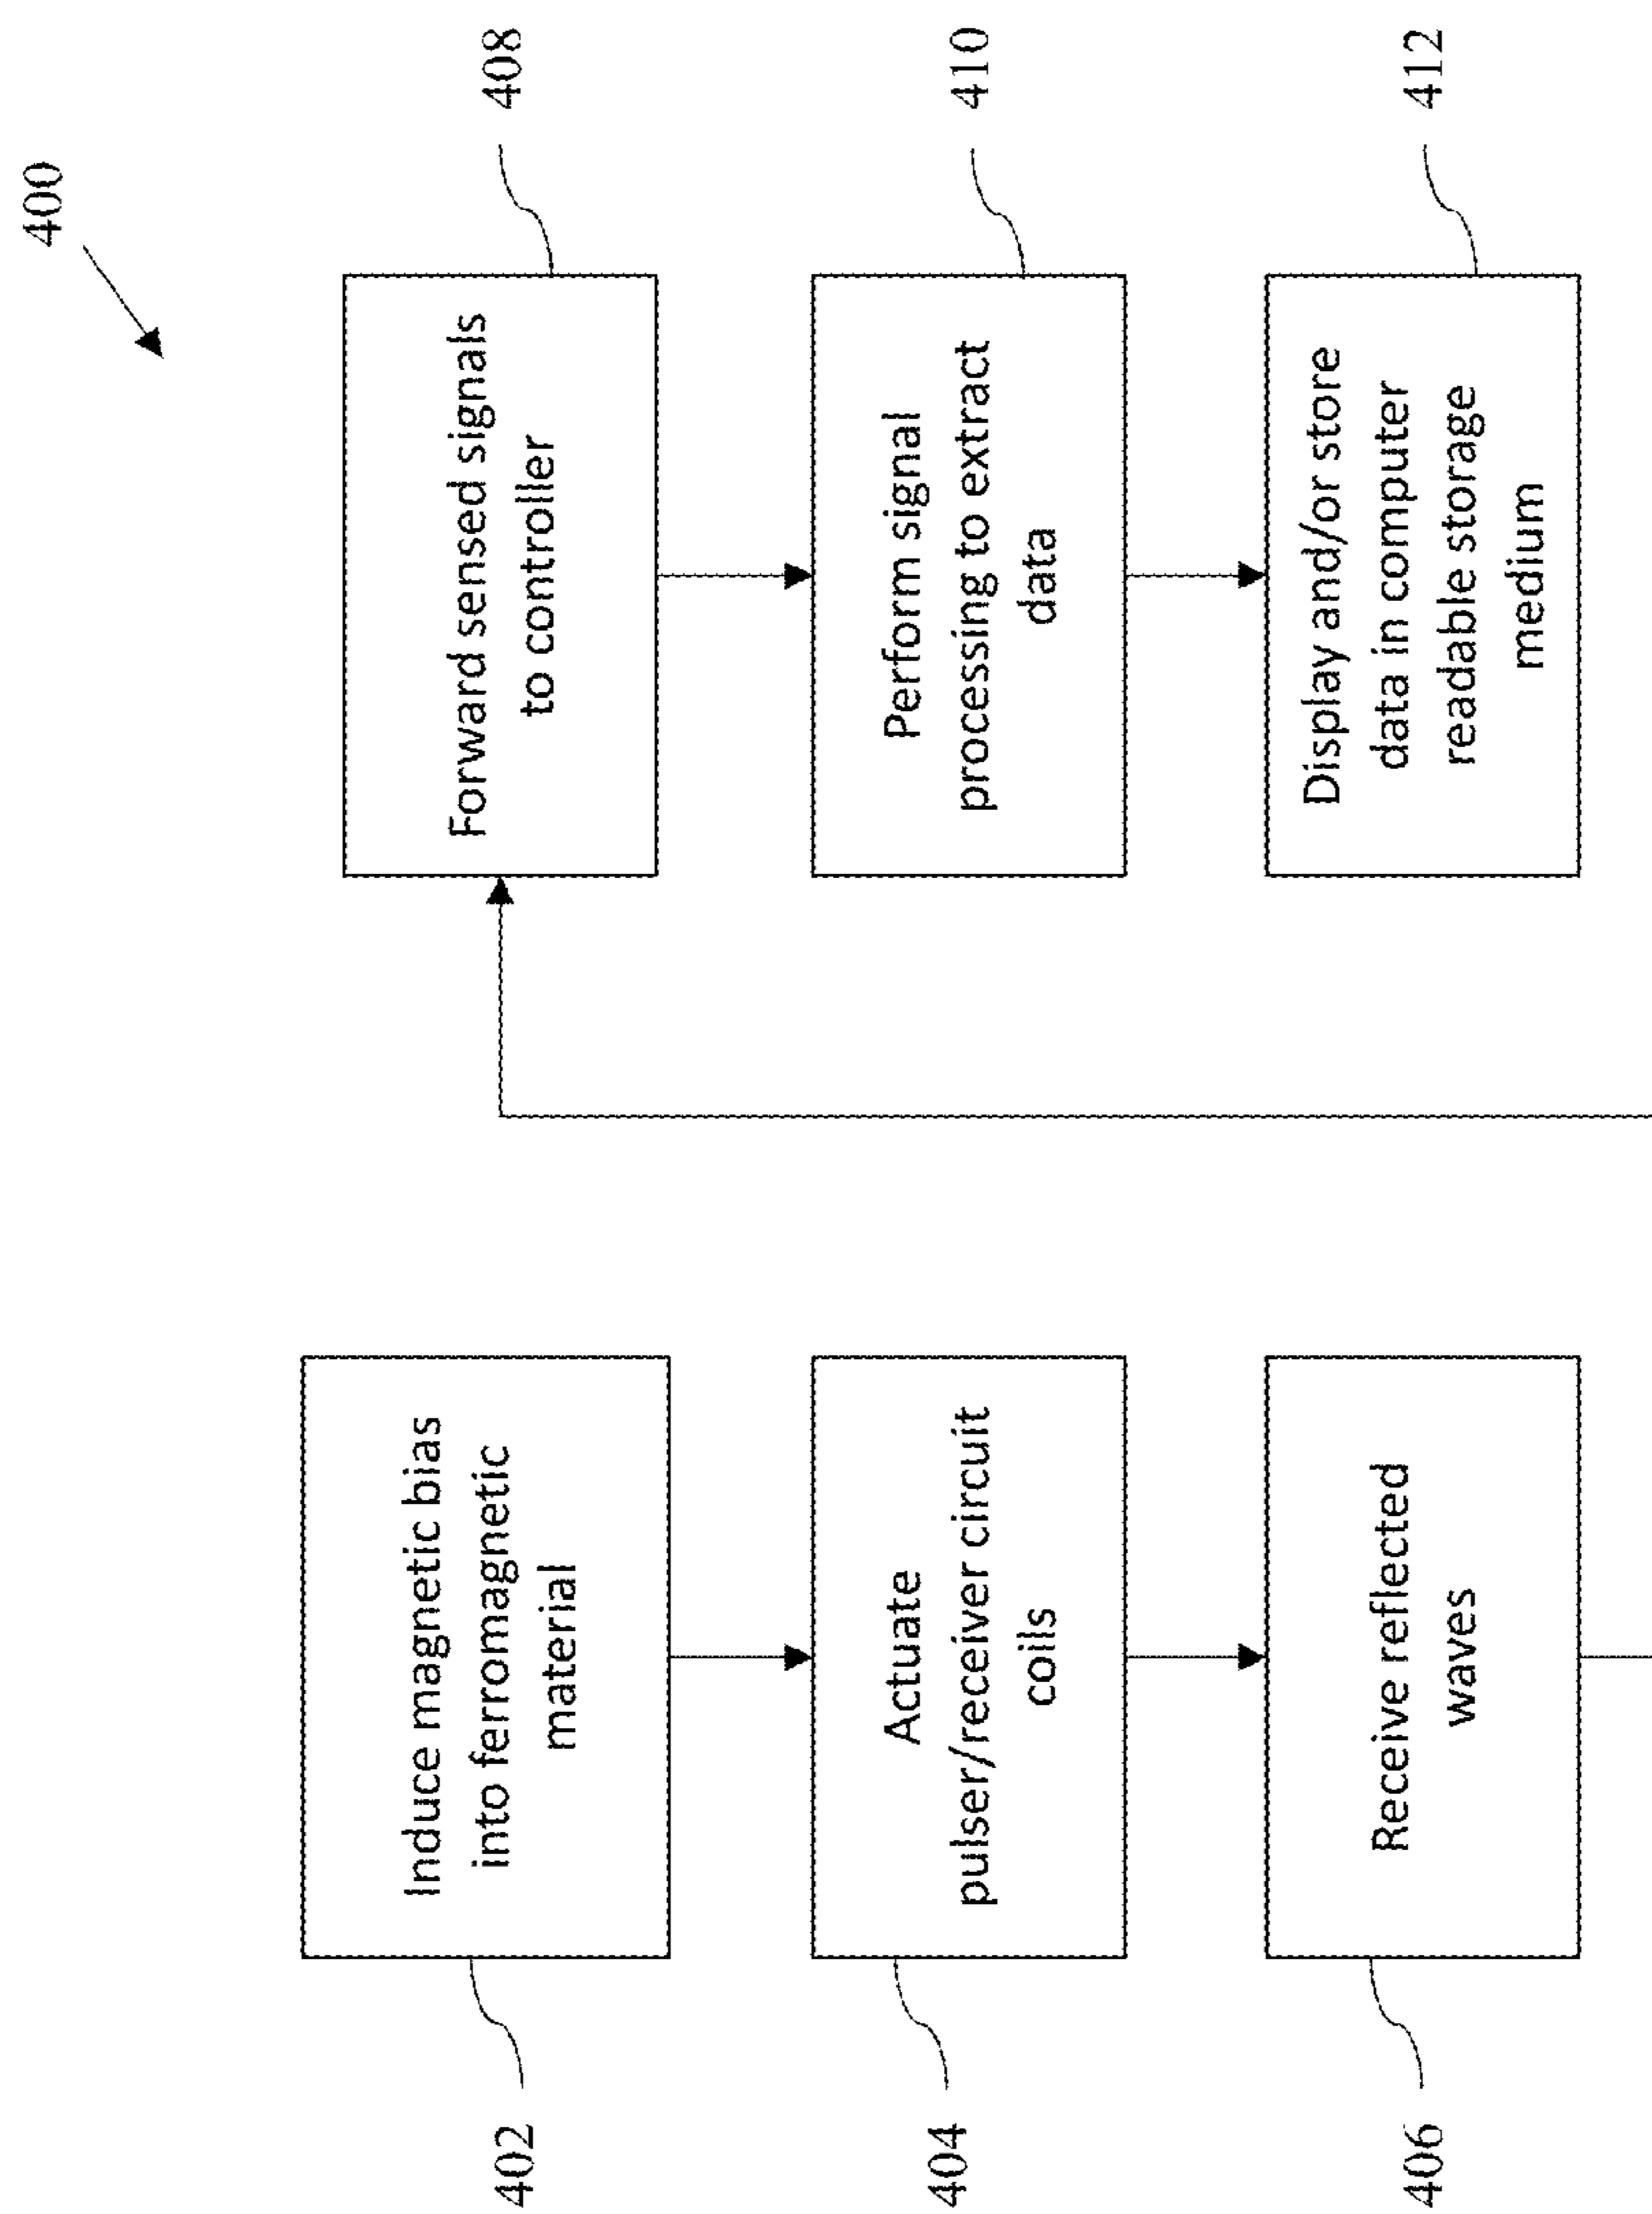 400
402
Induce magnetic bias
into ferromagnetic
material
404
Actuate
pulser/receiver circuit
coils
406
Receive reflected
waves
408
Forward sensed signals
to controller
410
Perform signal
processing to extract
data
412
Display and/or store
data in computer
readable storage
medium